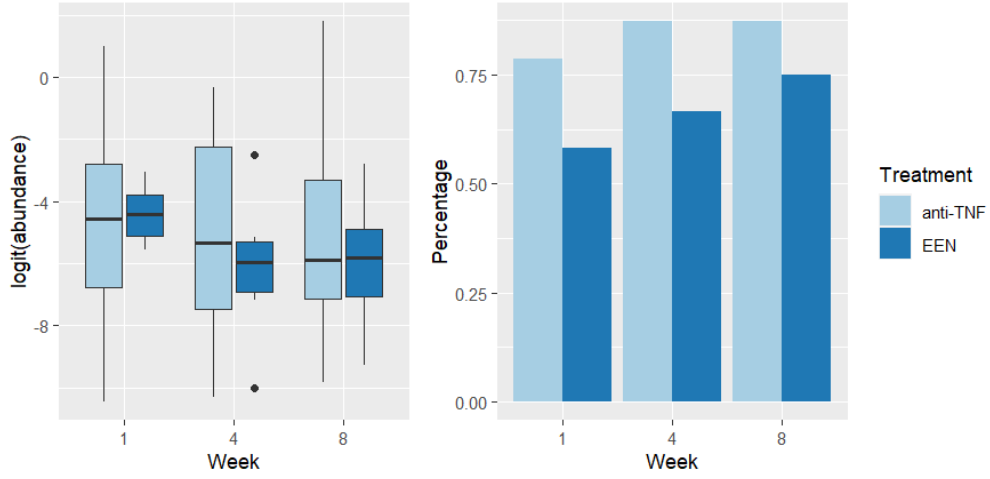 logit(abundance)
0
-4
-8
1
4
8
Week
Percentage
0.75
0.50
0.25
0.00
1
4
8
Week
Treatment
anti-TNF
EEN